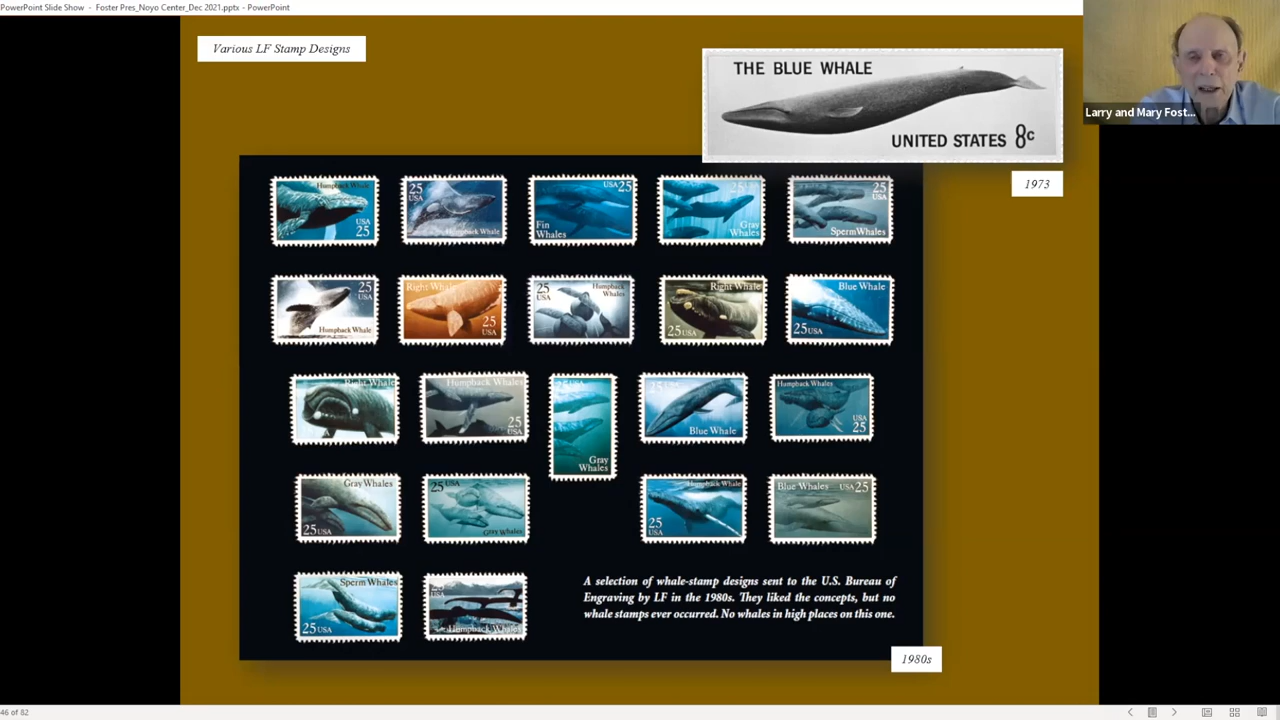 PowerPoint Slide Show - Foster Pres_Noyo Center_Dec 2021.pptx - PowerPoint
Various LF Stamp Designs
THE BLUE WHALE
UNITED STATES 8c
Larry and Mary Fost...
1973
Humpback Whale
USA
25
25
USA
Humpback Whale
USA 25
Fin
Whales
25
USA
Gray
Whales
25
USA
Sperm Whales
25
USA
Humpback Whale
Right Whale
25
USA
25
USA
Humpback
Whales
Right Whale
25 USA
Blue Whale
25 USA
Right Whale
Humpback Whales
25
USA
25 USA
Gray
Whales
25 USA
Blue Whale
Humpback Whales
USA
25
Gray Whales
25 USA
25 USA
Gray Whales
Humpback Whale
25
USA
Blue Whales USA 25
Sperm Whales
25 USA
USA
Humpback Whales
A selection of whale-stamp designs sent to the U.S. Bureau of
Engraving by LF in the 1980s. They liked the concepts, but no
whale stamps ever occurred. No whales in high places on this one.
1980s
46 of 82